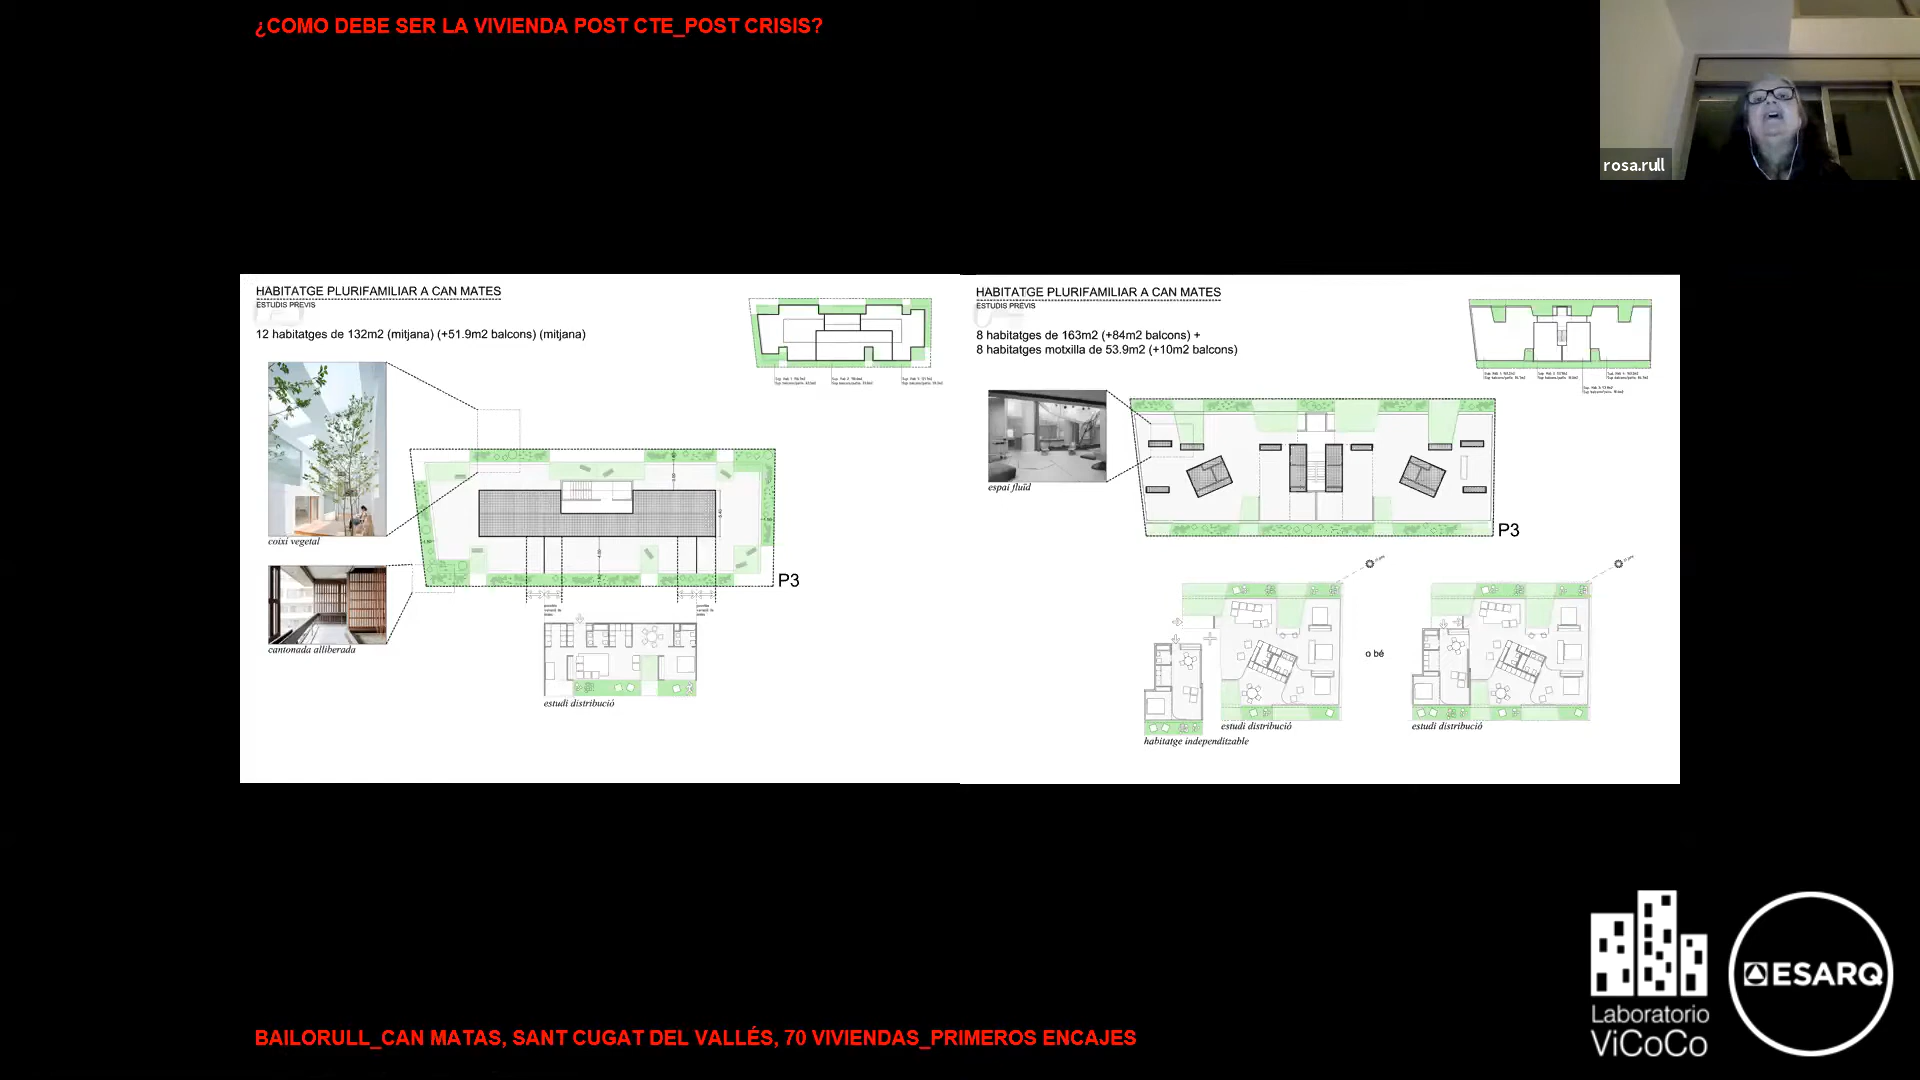 ¿COMO DEBE SER LA VIVIENDA POST CTE_POST CRISIS?
rosa.rull
HABITATGE PLURIFAMILIAR A CAN MATES
ESTUDIS PREVIS
12 habitatges de 132m2 (mitjana) (+51.9m2 balcons) (mitjana)
coixí vegetal
cantonada alliberada
P3
estudi distribució
HABITATGE PLURIFAMILIAR A CAN MATES
ESTUDIS PREVIS
8 habitatges de 163m2 (+84m2 balcons) +
8 habitatges motxilla de 53.9m2 (+10m2 balcons)
espai fluïd
P3
o bé
estudi distribució
estudi distribució
habitatge independitzable
Laboratorio
ViCoCo
ESARQ
BAILORULL_CAN MATAS, SANT CUGAT DEL VALLÉS, 70 VIVIENDAS_PRIMEROS ENCAJES